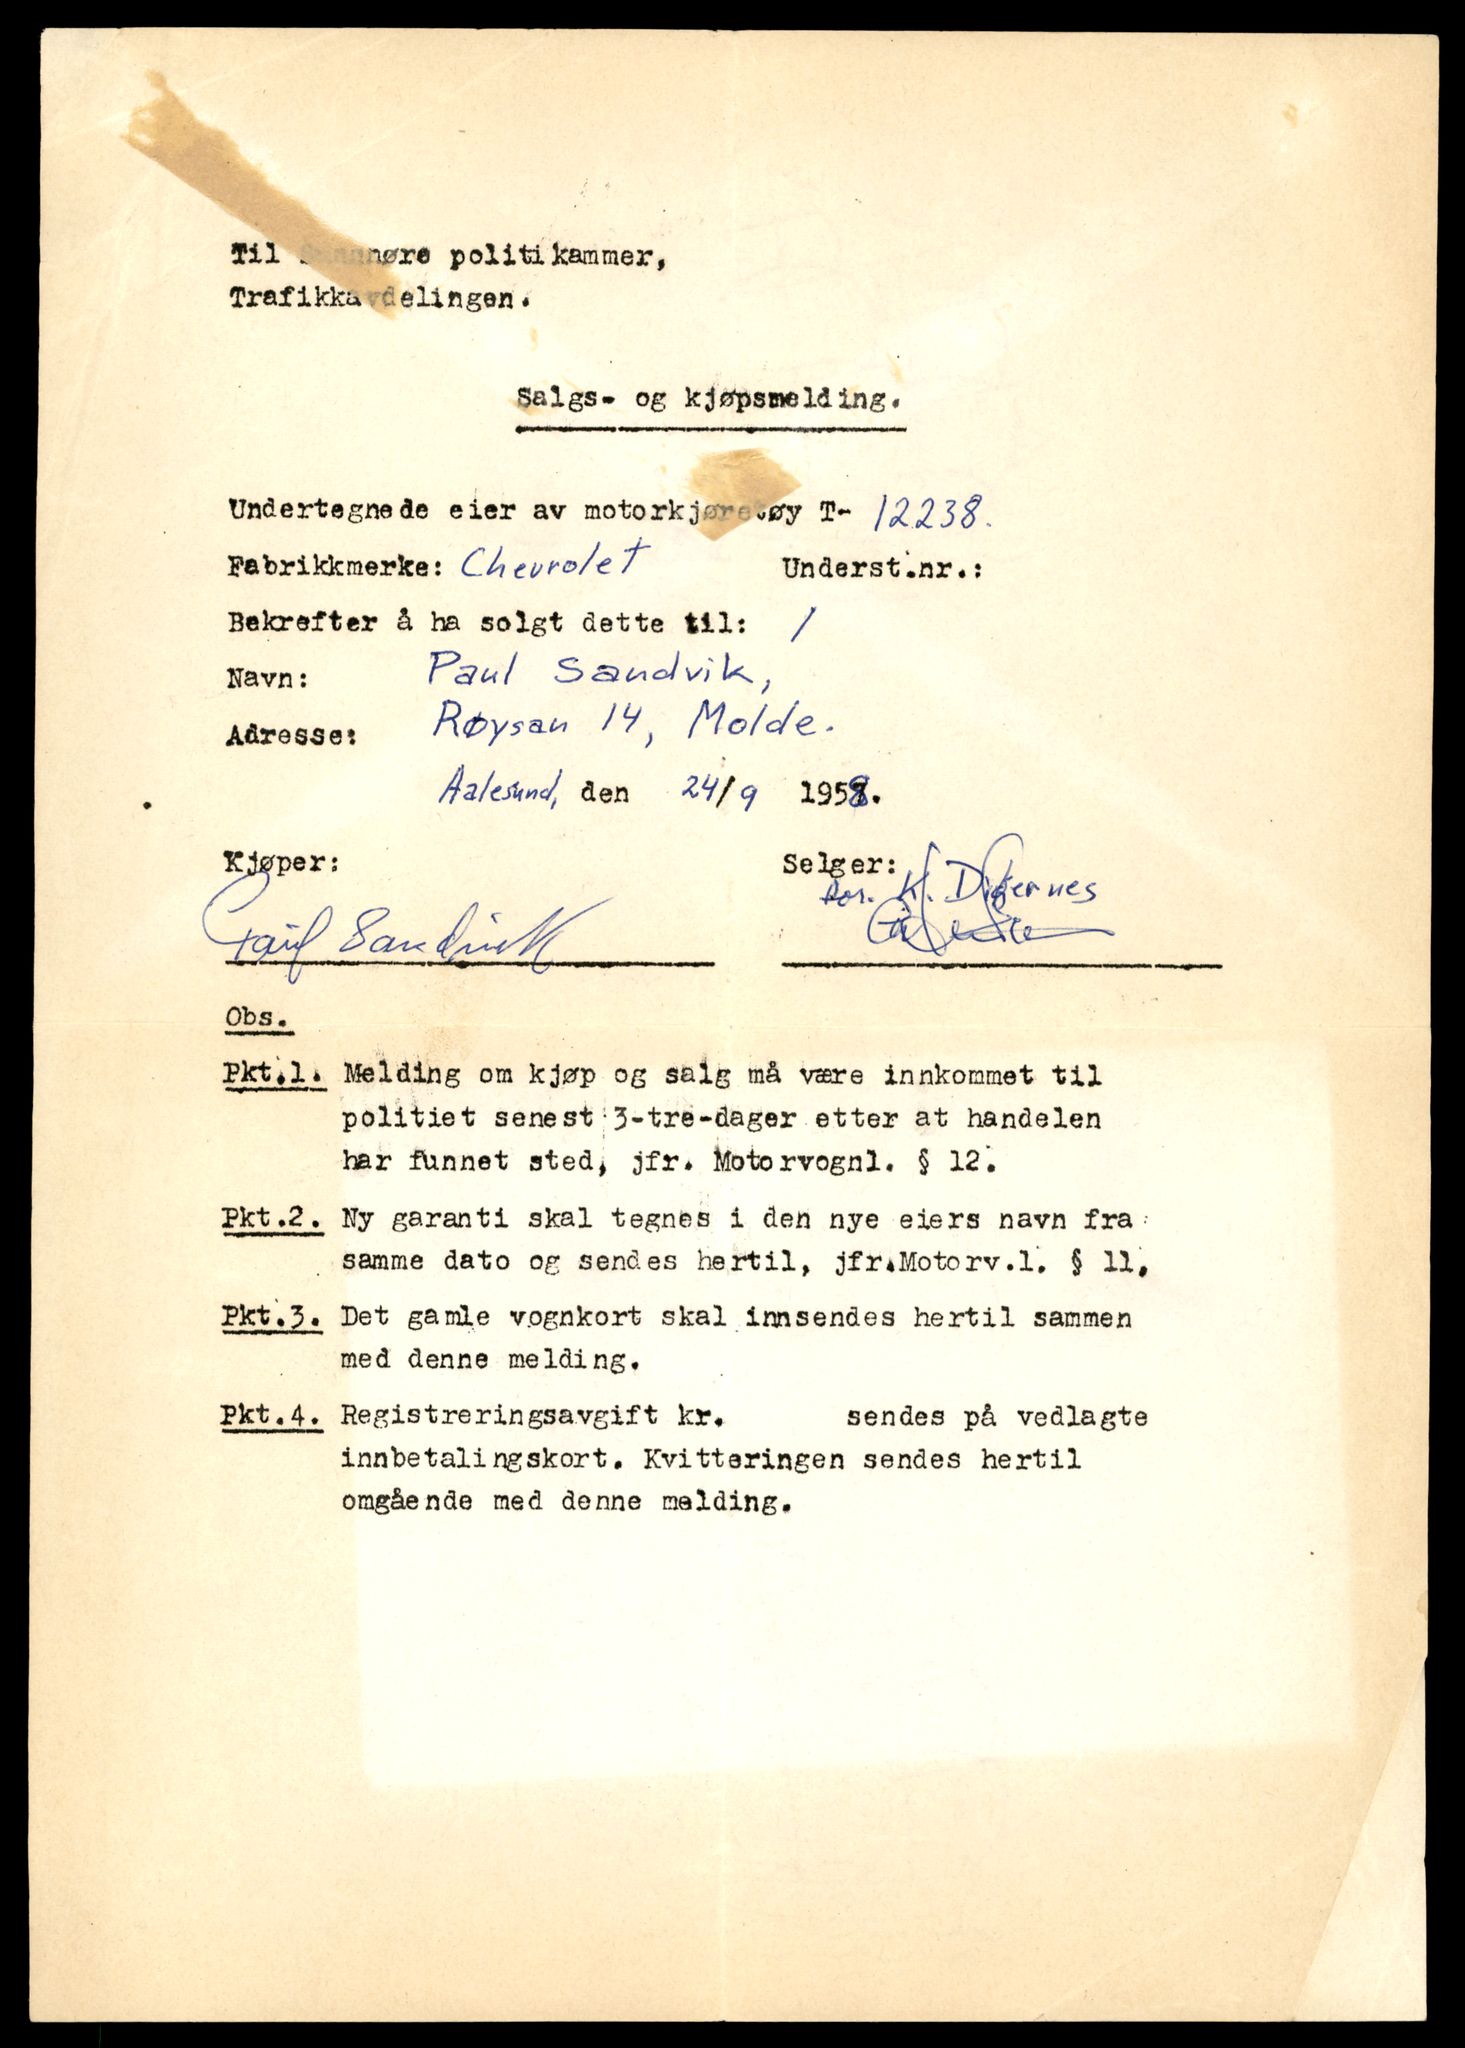 Til Sunnmøre politikammer,
Trafikkavdelingen.
Salgs- og kjøpsmelding.
Undertegnede eier av motorkjøretøy T- 12238.
Fabrikkmerke: Chevrolet Underst.nr.:
Bekrefter å ha solgt dette til: /
Navn: Paul Sandvik,
Adresse: Røysan 14, Molde.
Aalesund, den 24/9 1958.
Kjøper: Selger:
for. K. Digernes
Paul Sandvik
Obs.
Pkt.1. Melding om kjøp og salg må være innkommet til
politiet senest 3-tre-dager etter at handelen
har funnet sted, jfr. Motorvognl. § 12.
Pkt.2. Ny garanti skal tegnes i den nye eiers navn fra
samme dato og sendes hertil, jfr.Motorv.l. § 11.
Pkt.3. Det gamle vognkort skal innsendes hertil sammen
med denne melding.
Pkt.4. Registreringsavgift kr. sendes på vedlagte
innbetalingskort. Kvitteringen sendes hertil
omgående med denne melding.